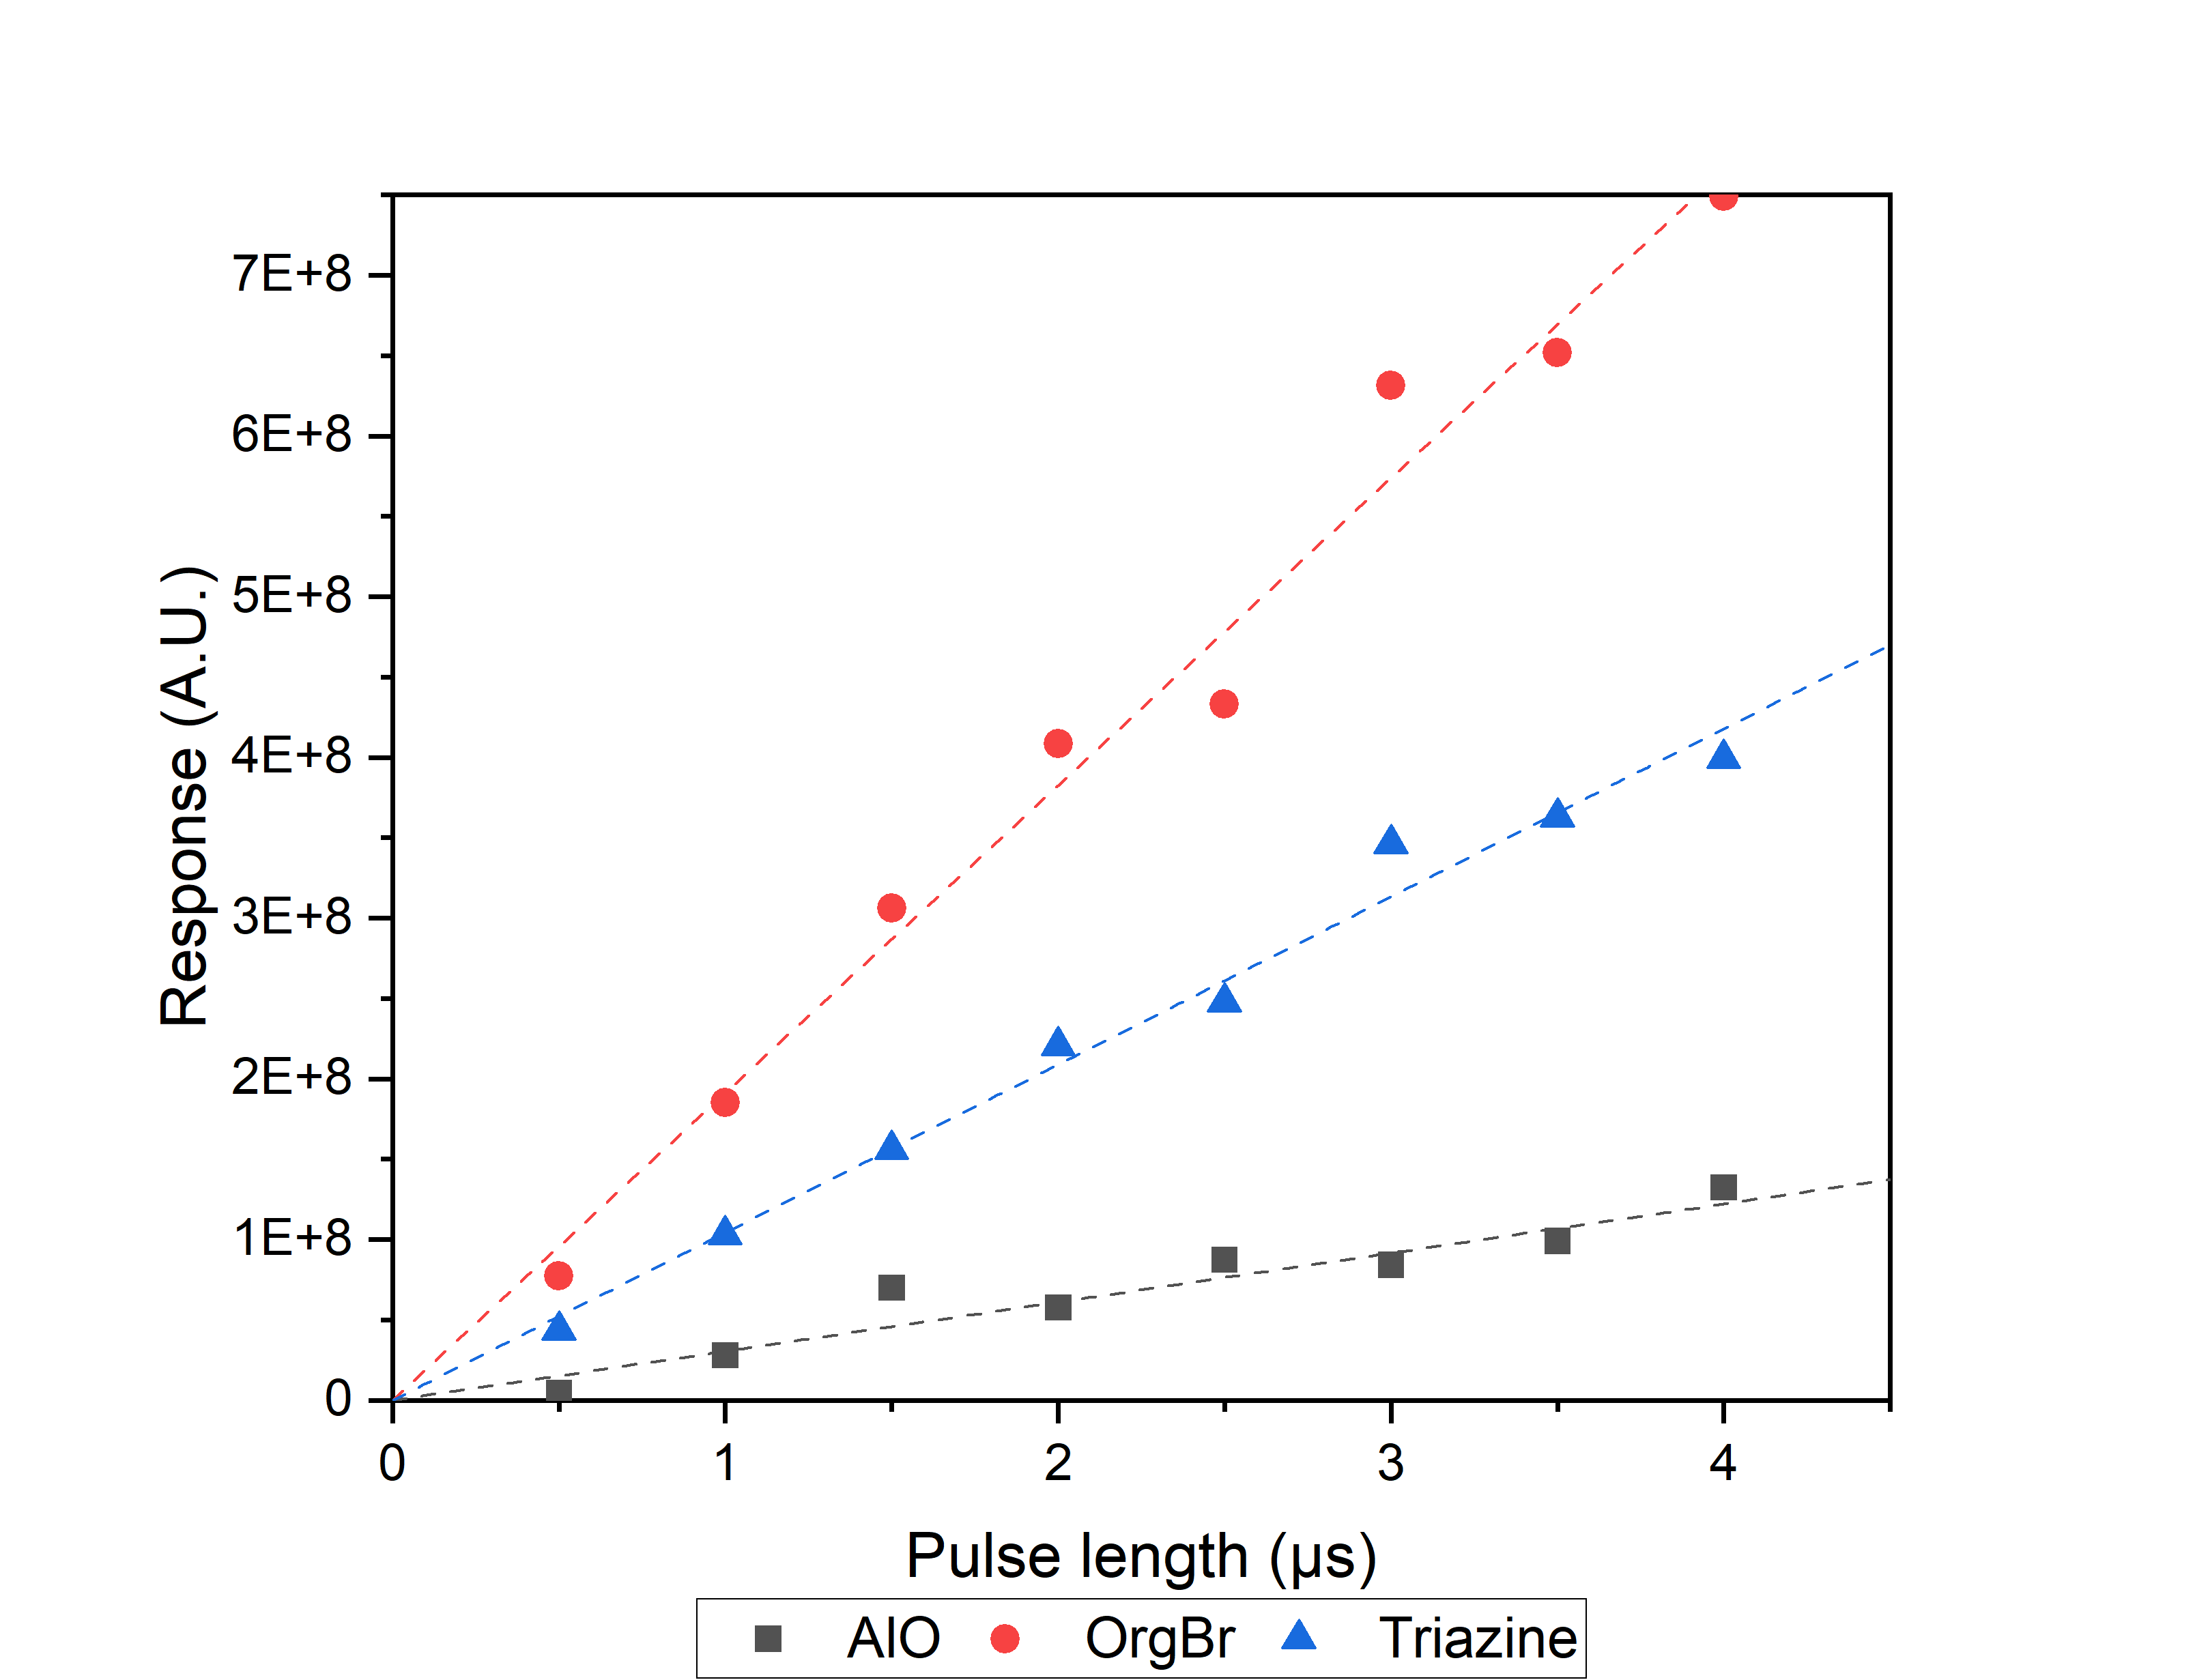 7E+8
6E+8
5E+8
4E+8
3E+8
2E+8
1E+8
0
Response (A.U.)
0 1 2 3 4
Pulse length (µs)
AlO OrgBr Triazine